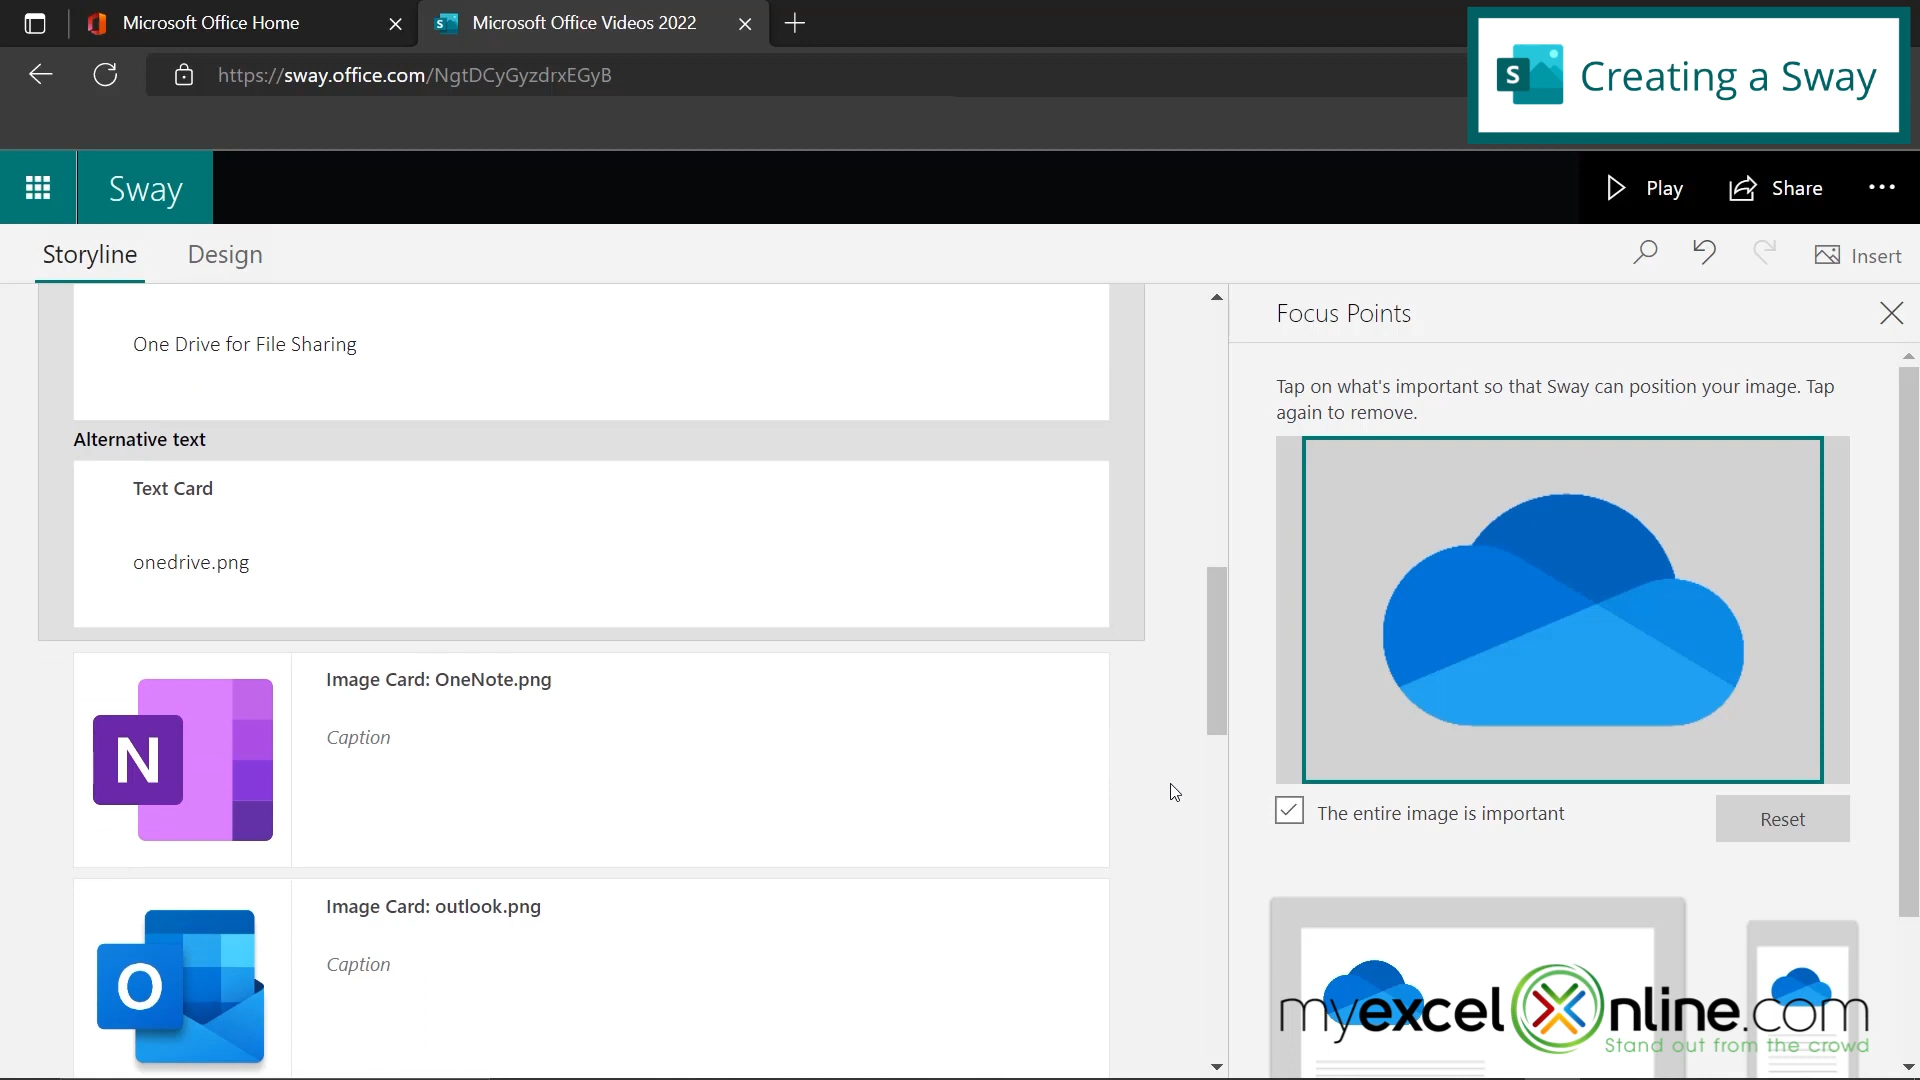 Microsoft Office Home
Microsoft Office Videos 2022
https://sway.office.com/NgtDCyGyzdrxEGyB
S Creating a Sway
Sway
Play
Share
Storyline
Design
Insert
One Drive for File Sharing
Alternative text
Text Card
onedrive.png
N
Image Card: OneNote.png
Caption
O
Image Card: outlook.png
Caption
Focus Points
Tap on what's important so that Sway can position your image. Tap
again to remove.
The entire image is important
Reset
myexcelOnline.com
Stand out from the crowd